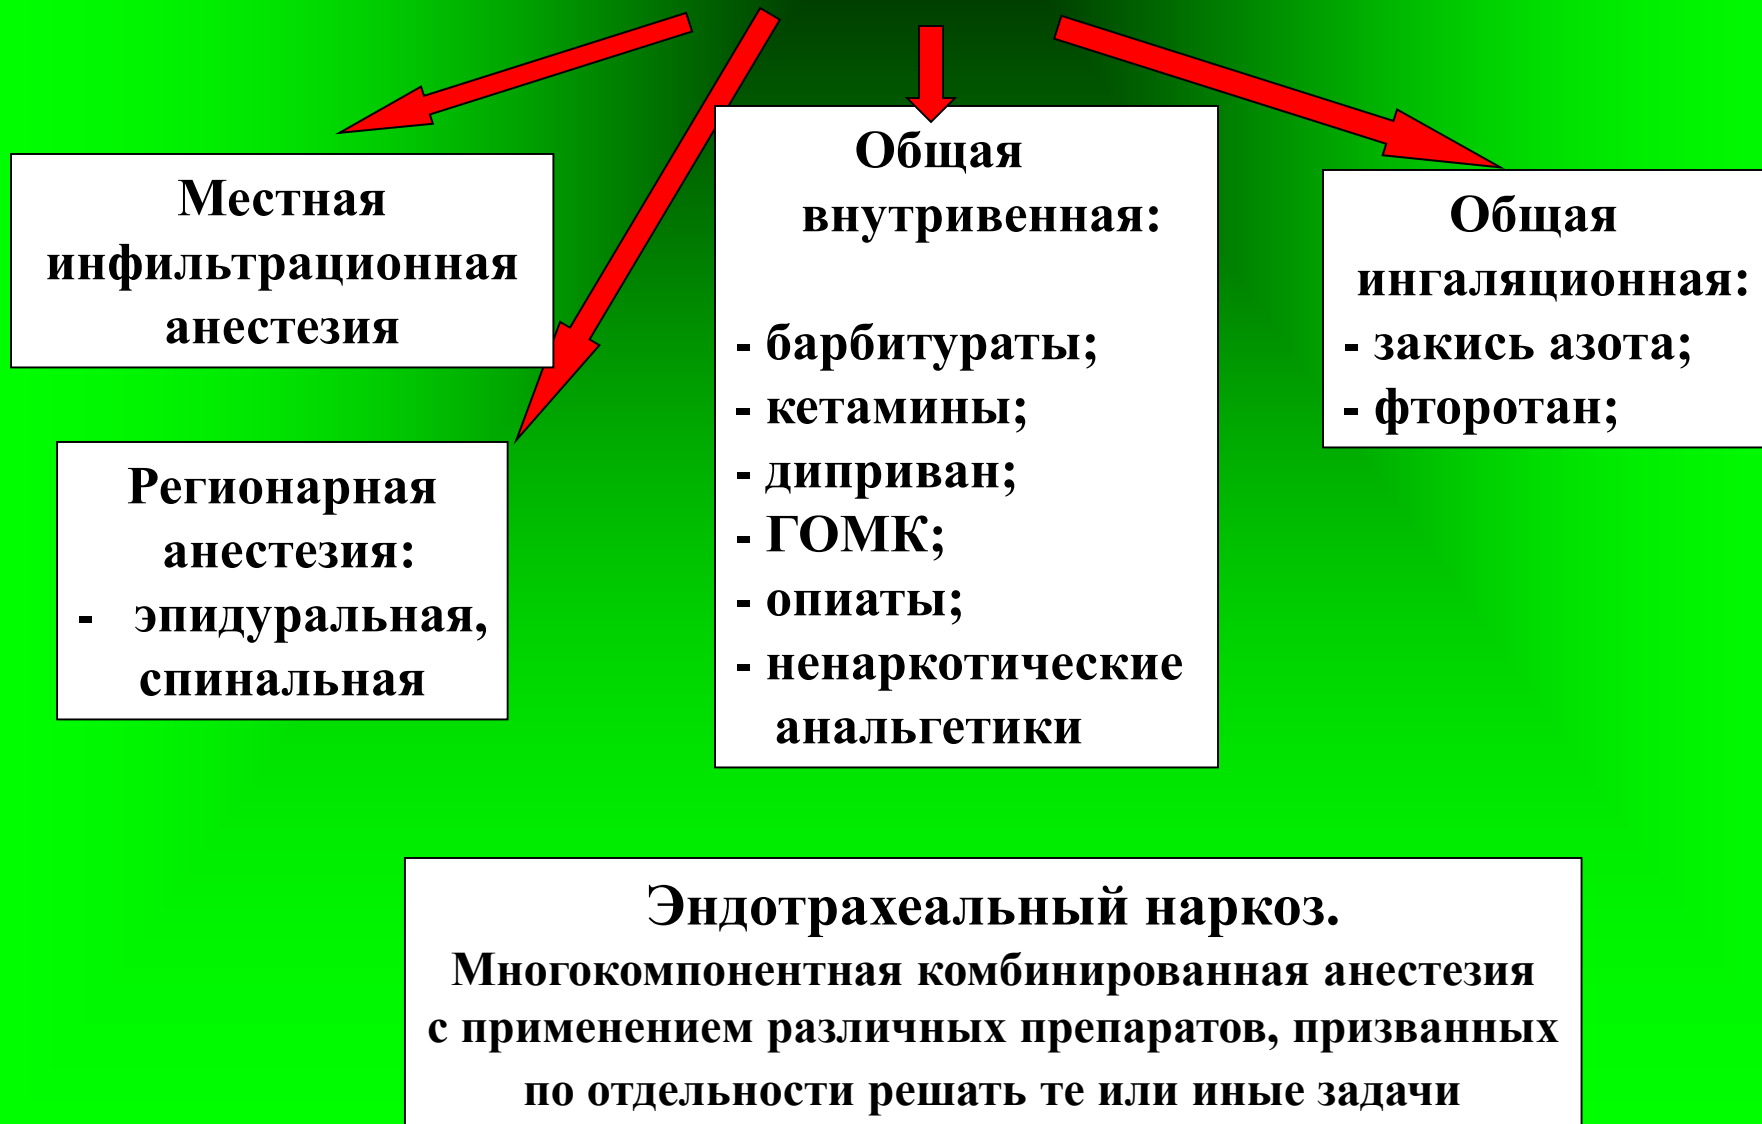 Местная
инфильтрационная
анестезия
Регионарная
анестезия:
- эпидуральная,
спинальная
Общая
внутривенная:
- барбитураты;
- кетамины;
- диприван;
- ГОМК;
- опиаты;
- ненаркотические
анальгетики
Общая
ингаляционная:
- закись азота;
- фторотан;
Эндотрахеальный наркоз.
Многокомпонентная комбинированная анестезия
с применением различных препаратов, призванных
по отдельности решать те или иные задачи